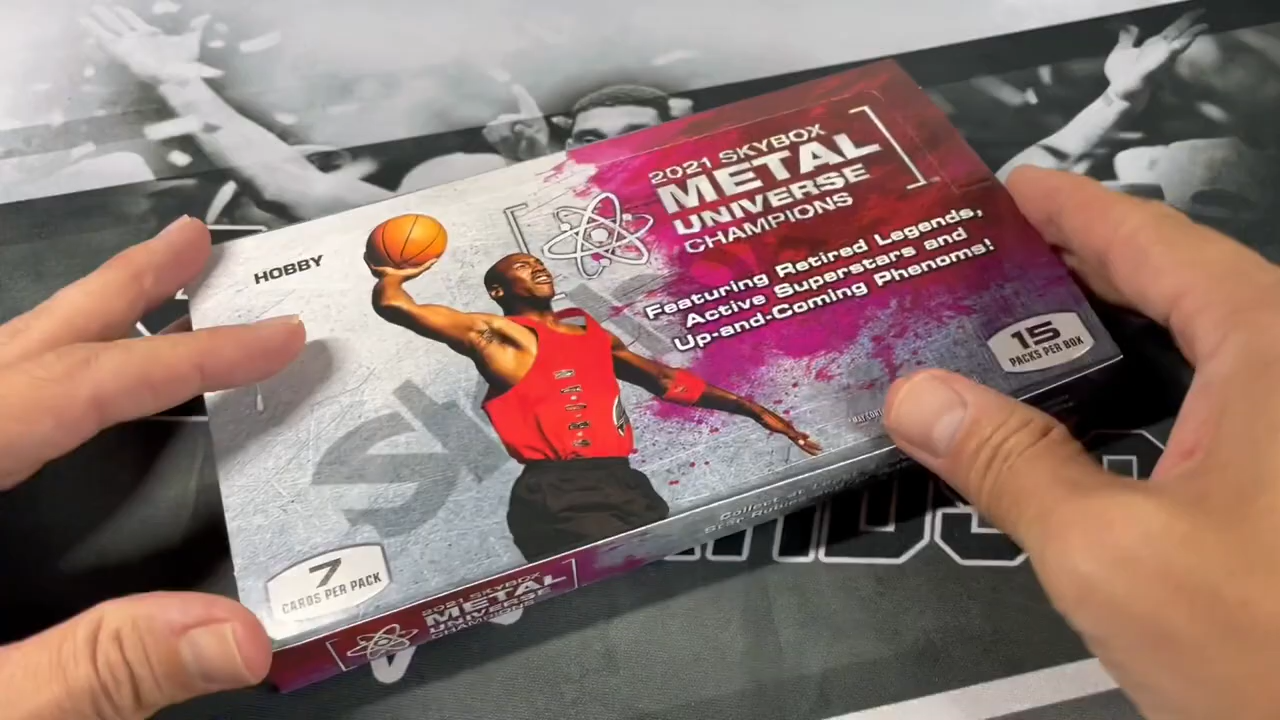 HOBBY
2021 SKYBOX
METAL
UNIVERSE
CHAMPIONS
Featuring Retired Legends,
Active Superstars and
Up-and-Coming Phenoms!
15
PACKS PER BOX
7
CARDS PER PACK
2021 SKYBOX
METAL
UNIVERSE
CHAMPIONS